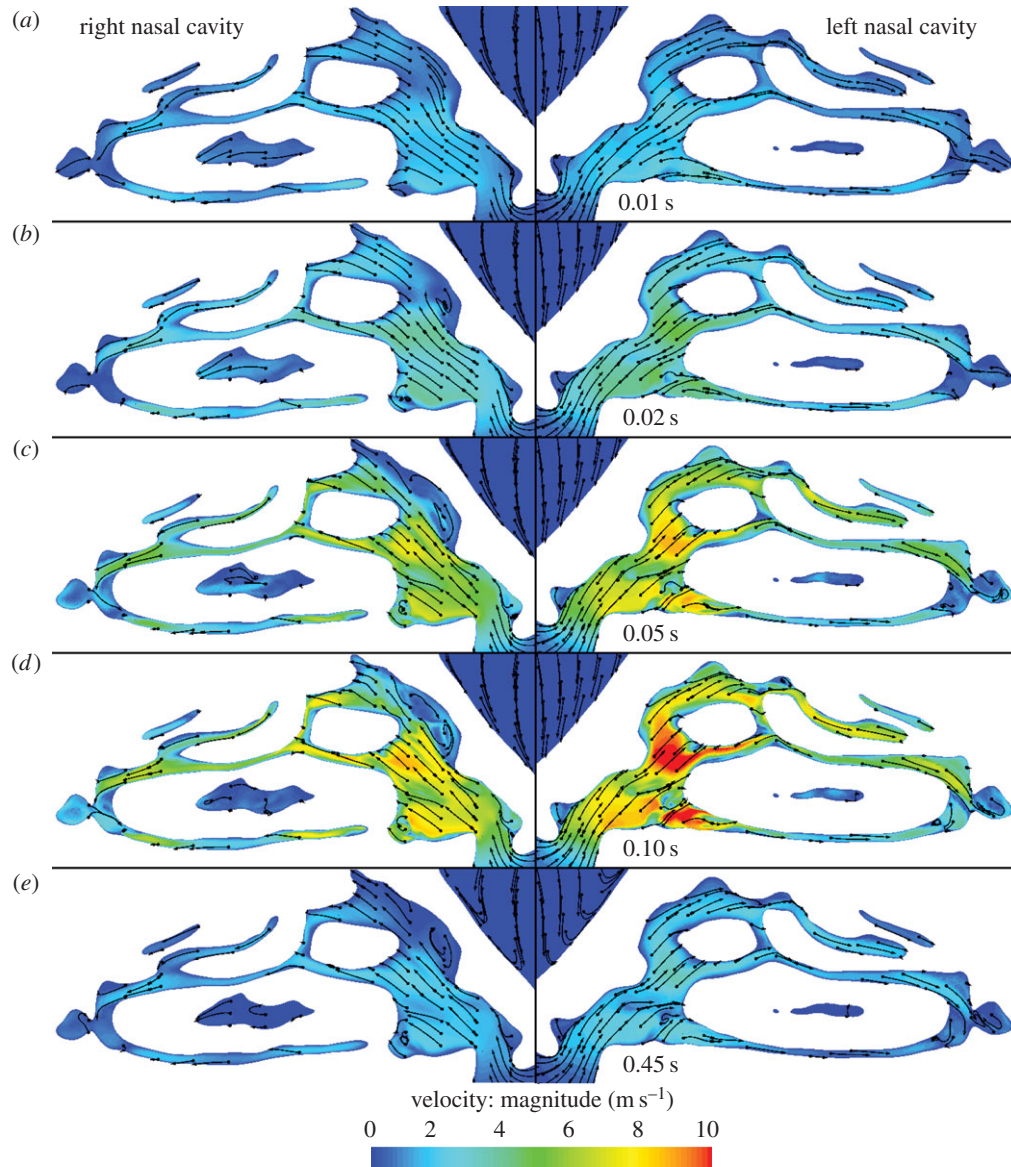 (a)
right nasal cavity
left nasal cavity
0.01 s
(b)
0.02 s
(c)
0.05 s
(d)
0.10 s
(e)
0.45 s
velocity: magnitude (m s⁻¹)
0 2 4 6 8 10